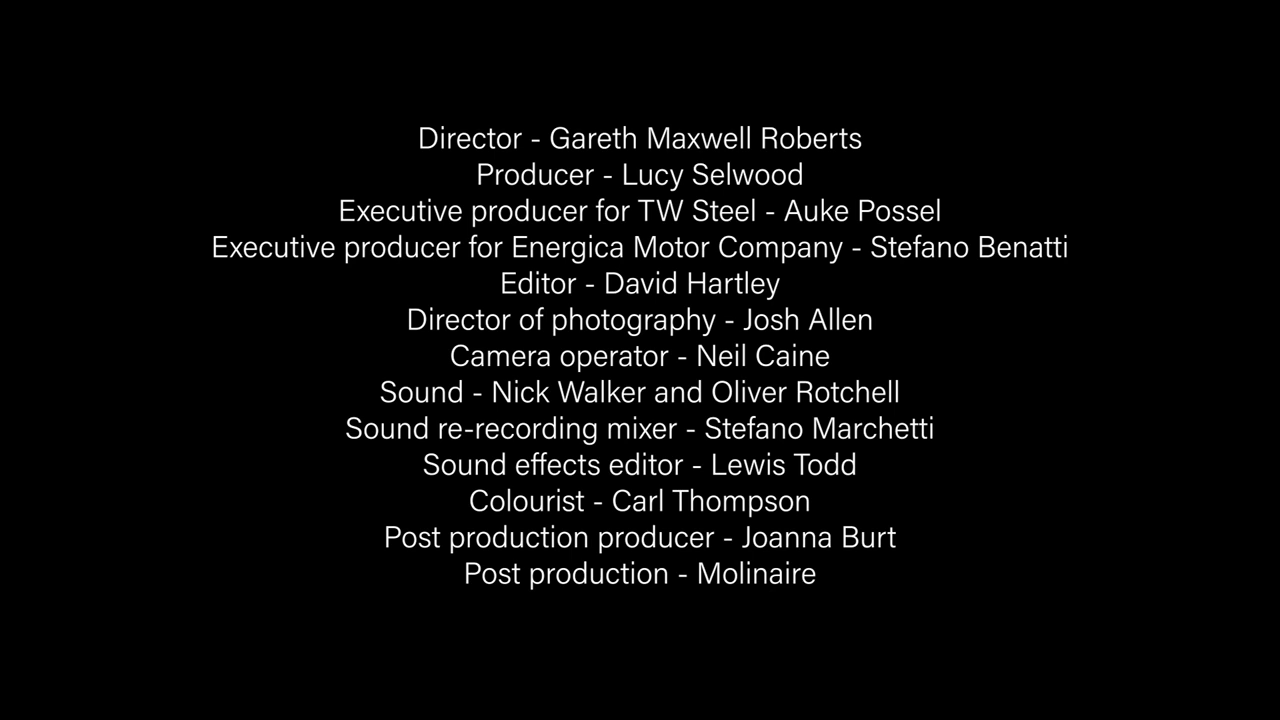 Director - Gareth Maxwell Roberts
Producer - Lucy Selwood
Executive producer for TW Steel - Auke Possel
Executive producer for Energica Motor Company - Stefano Benatti
Editor - David Hartley
Director of photography - Josh Allen
Camera operator - Neil Caine
Sound - Nick Walker and Oliver Rotchell
Sound re-recording mixer - Stefano Marchetti
Sound effects editor - Lewis Todd
Colourist - Carl Thompson
Post production producer - Joanna Burt
Post production - Molinaire